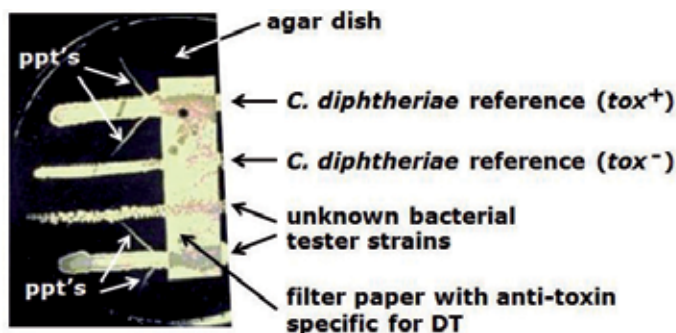 agar dish
ppt's
C. diphtheriae reference (tox+)
C. diphtheriae reference (tox-)
unknown bacterial
tester strains
ppt's
filter paper with anti-toxin
specific for DT